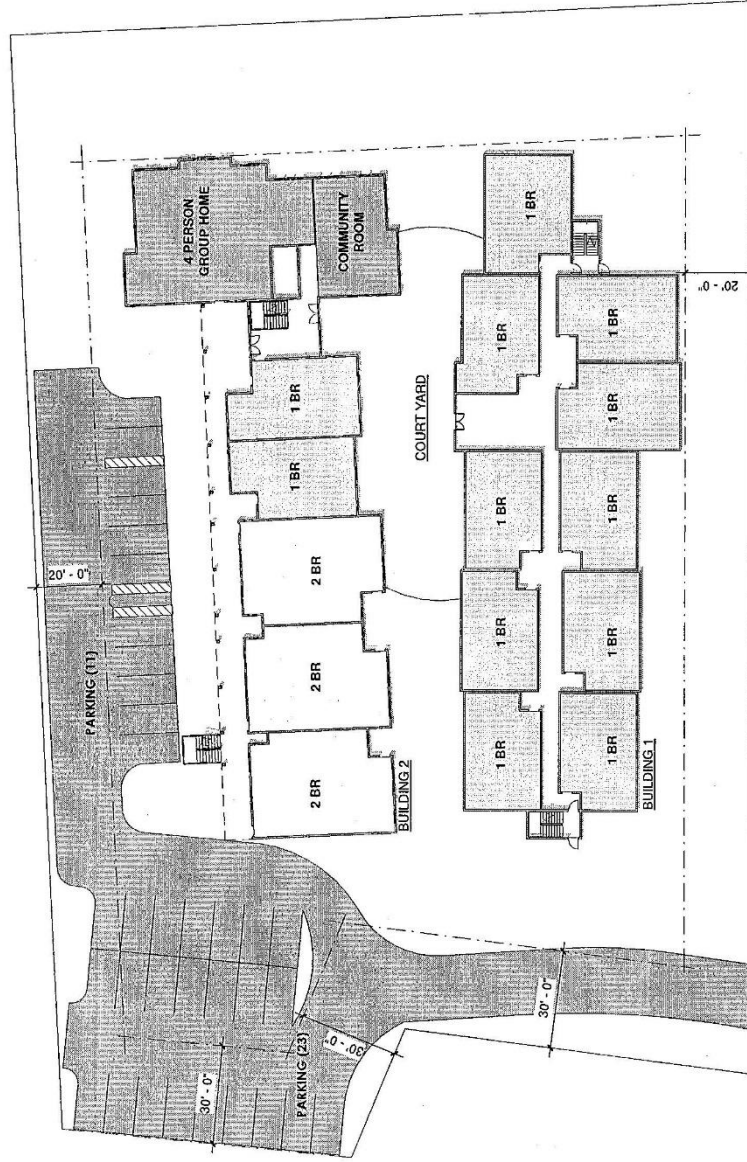 4 PERSON
GROUP HOME
COMMUNITY
ROOM
1 BR
1 BR
1 BR
1 BR
20' - 0"
1 BR
COURT YARD
1 BR
20' - 0"
1 BR
1 BR
1 BR
2 BR
PARKING (11)
1 BR
1 BR
2 BR
1 BR
1 BR
2 BR
BUILDING 2
BUILDING 1
30' - 0"
PARKING (23)
30'- 0"
30' - 0"